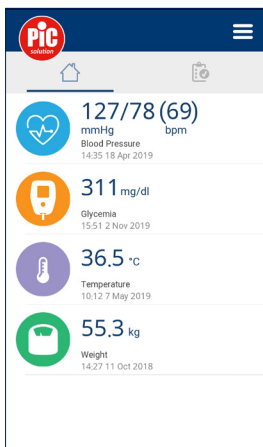 PiC
solution
127/78 (69)
mmHg bpm
Blood Pressure
14:35 18 Apr 2019
311 mg/dl
Glycemia
15:51 2 Nov 2019
36.5 °C
Temperature
10:12 7 May 2019
55.3 kg
Weight
14:27 11 Oct 2018